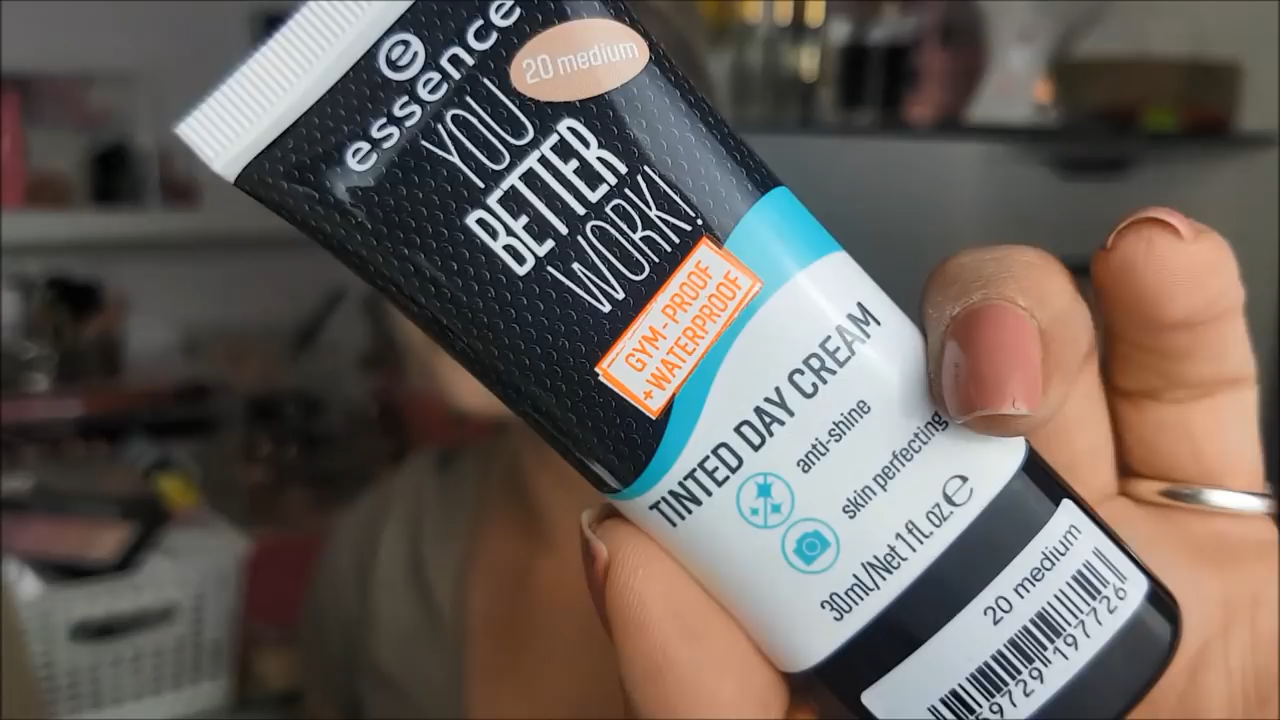 essence
20 medium
YOU
BETTER
WORK!
GYM-PROOF
+WATERPROOF
TINTED DAY CREAM
anti-shine
skin perfecting
30ml/Net 1 fl.oz ℮
20 medium
59729 197726